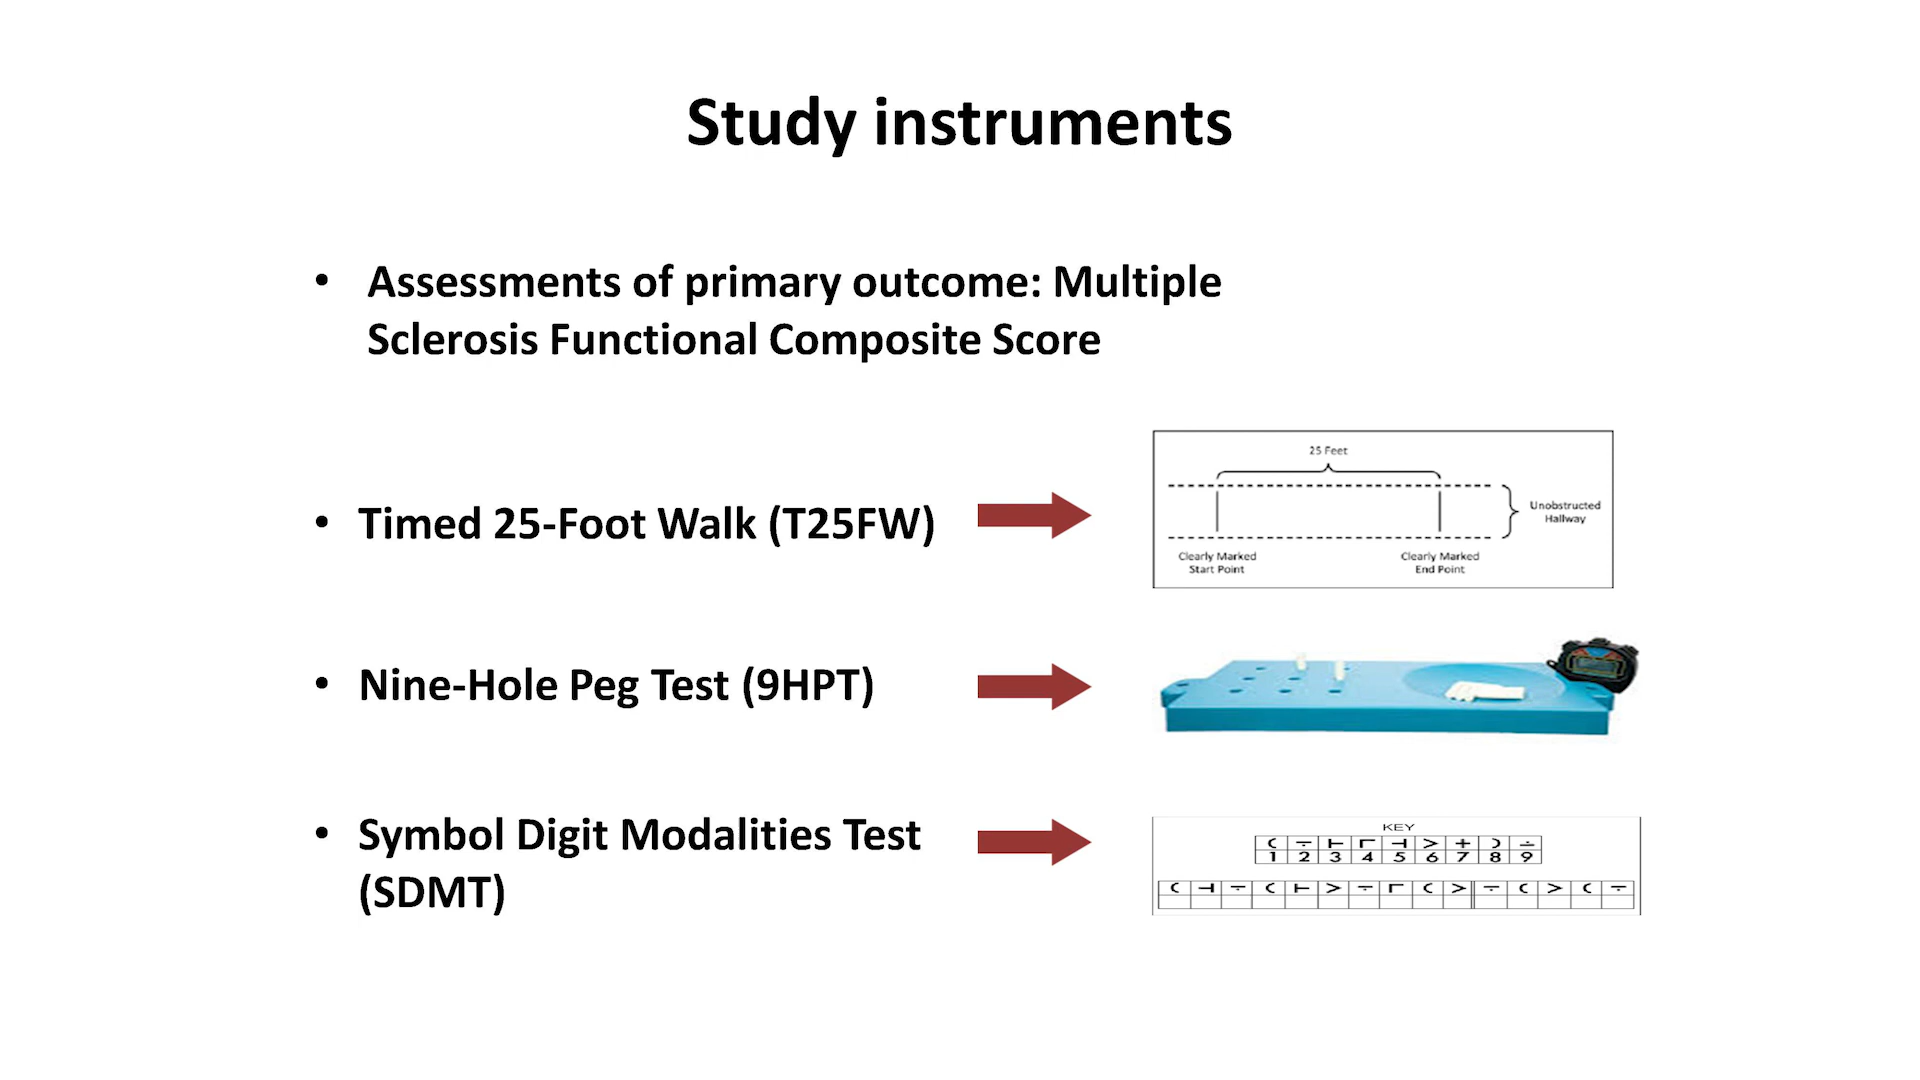 Study instruments
• Assessments of primary outcome: Multiple
Sclerosis Functional Composite Score
• Timed 25-Foot Walk (T25FW)
25 Feet
Unobstructed
Hallway
Clearly Marked
Start Point
Clearly Marked
End Point
• Nine-Hole Peg Test (9HPT)
• Symbol Digit Modalities Test
(SDMT)
KEY
1 2 3 4 5 6 7 8 9